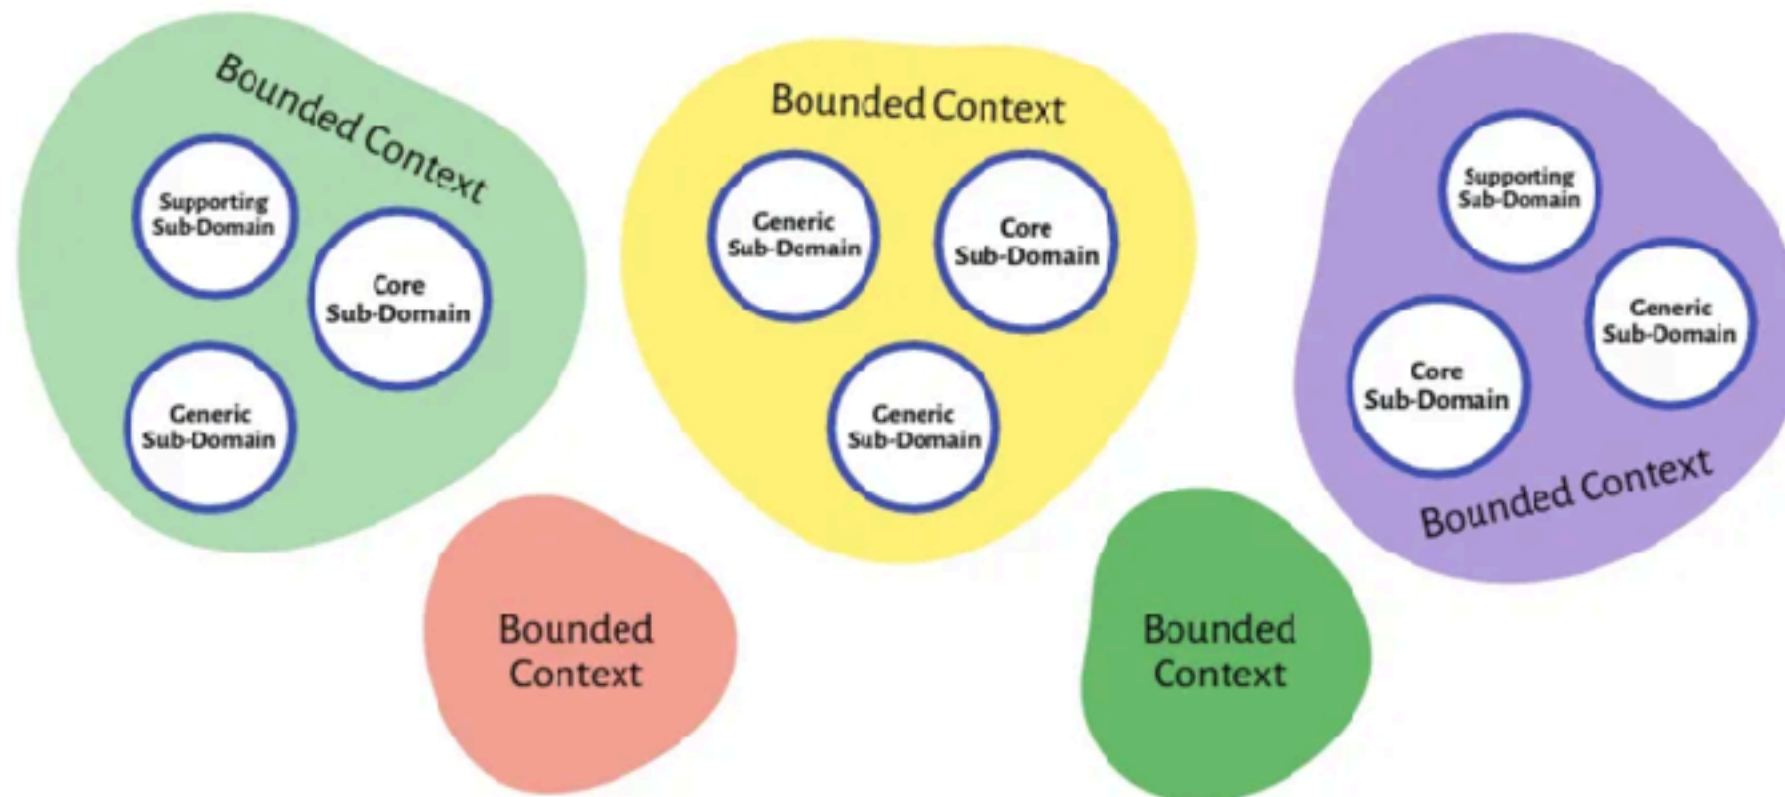 Bounded Context
Supporting
Sub-Domain
Core
Sub-Domain
Generic
Sub-Domain
Bounded Context
Generic
Sub-Domain
Core
Sub-Domain
Generic
Sub-Domain
Supporting
Sub-Domain
Generic
Sub-Domain
Core
Sub-Domain
Bounded Context
Bounded
Context
Bounded
Context